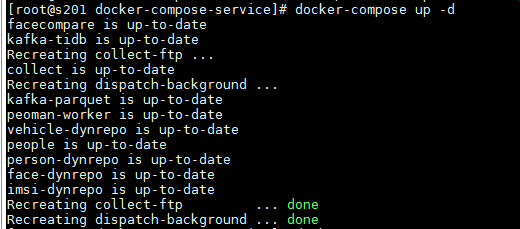 [root@s201 docker-compose-service]# docker-compose up -d
facecompare is up-to-date
kafka-tidb is up-to-date
Recreating collect-ftp ...
collect is up-to-date
Recreating dispatch-background ...
kafka-parquet is up-to-date
peoman-worker is up-to-date
vehicle-dynrepo is up-to-date
people is up-to-date
person-dynrepo is up-to-date
face-dynrepo is up-to-date
imsi-dynrepo is up-to-date
Recreating collect-ftp         ... done
Recreating dispatch-background ... done